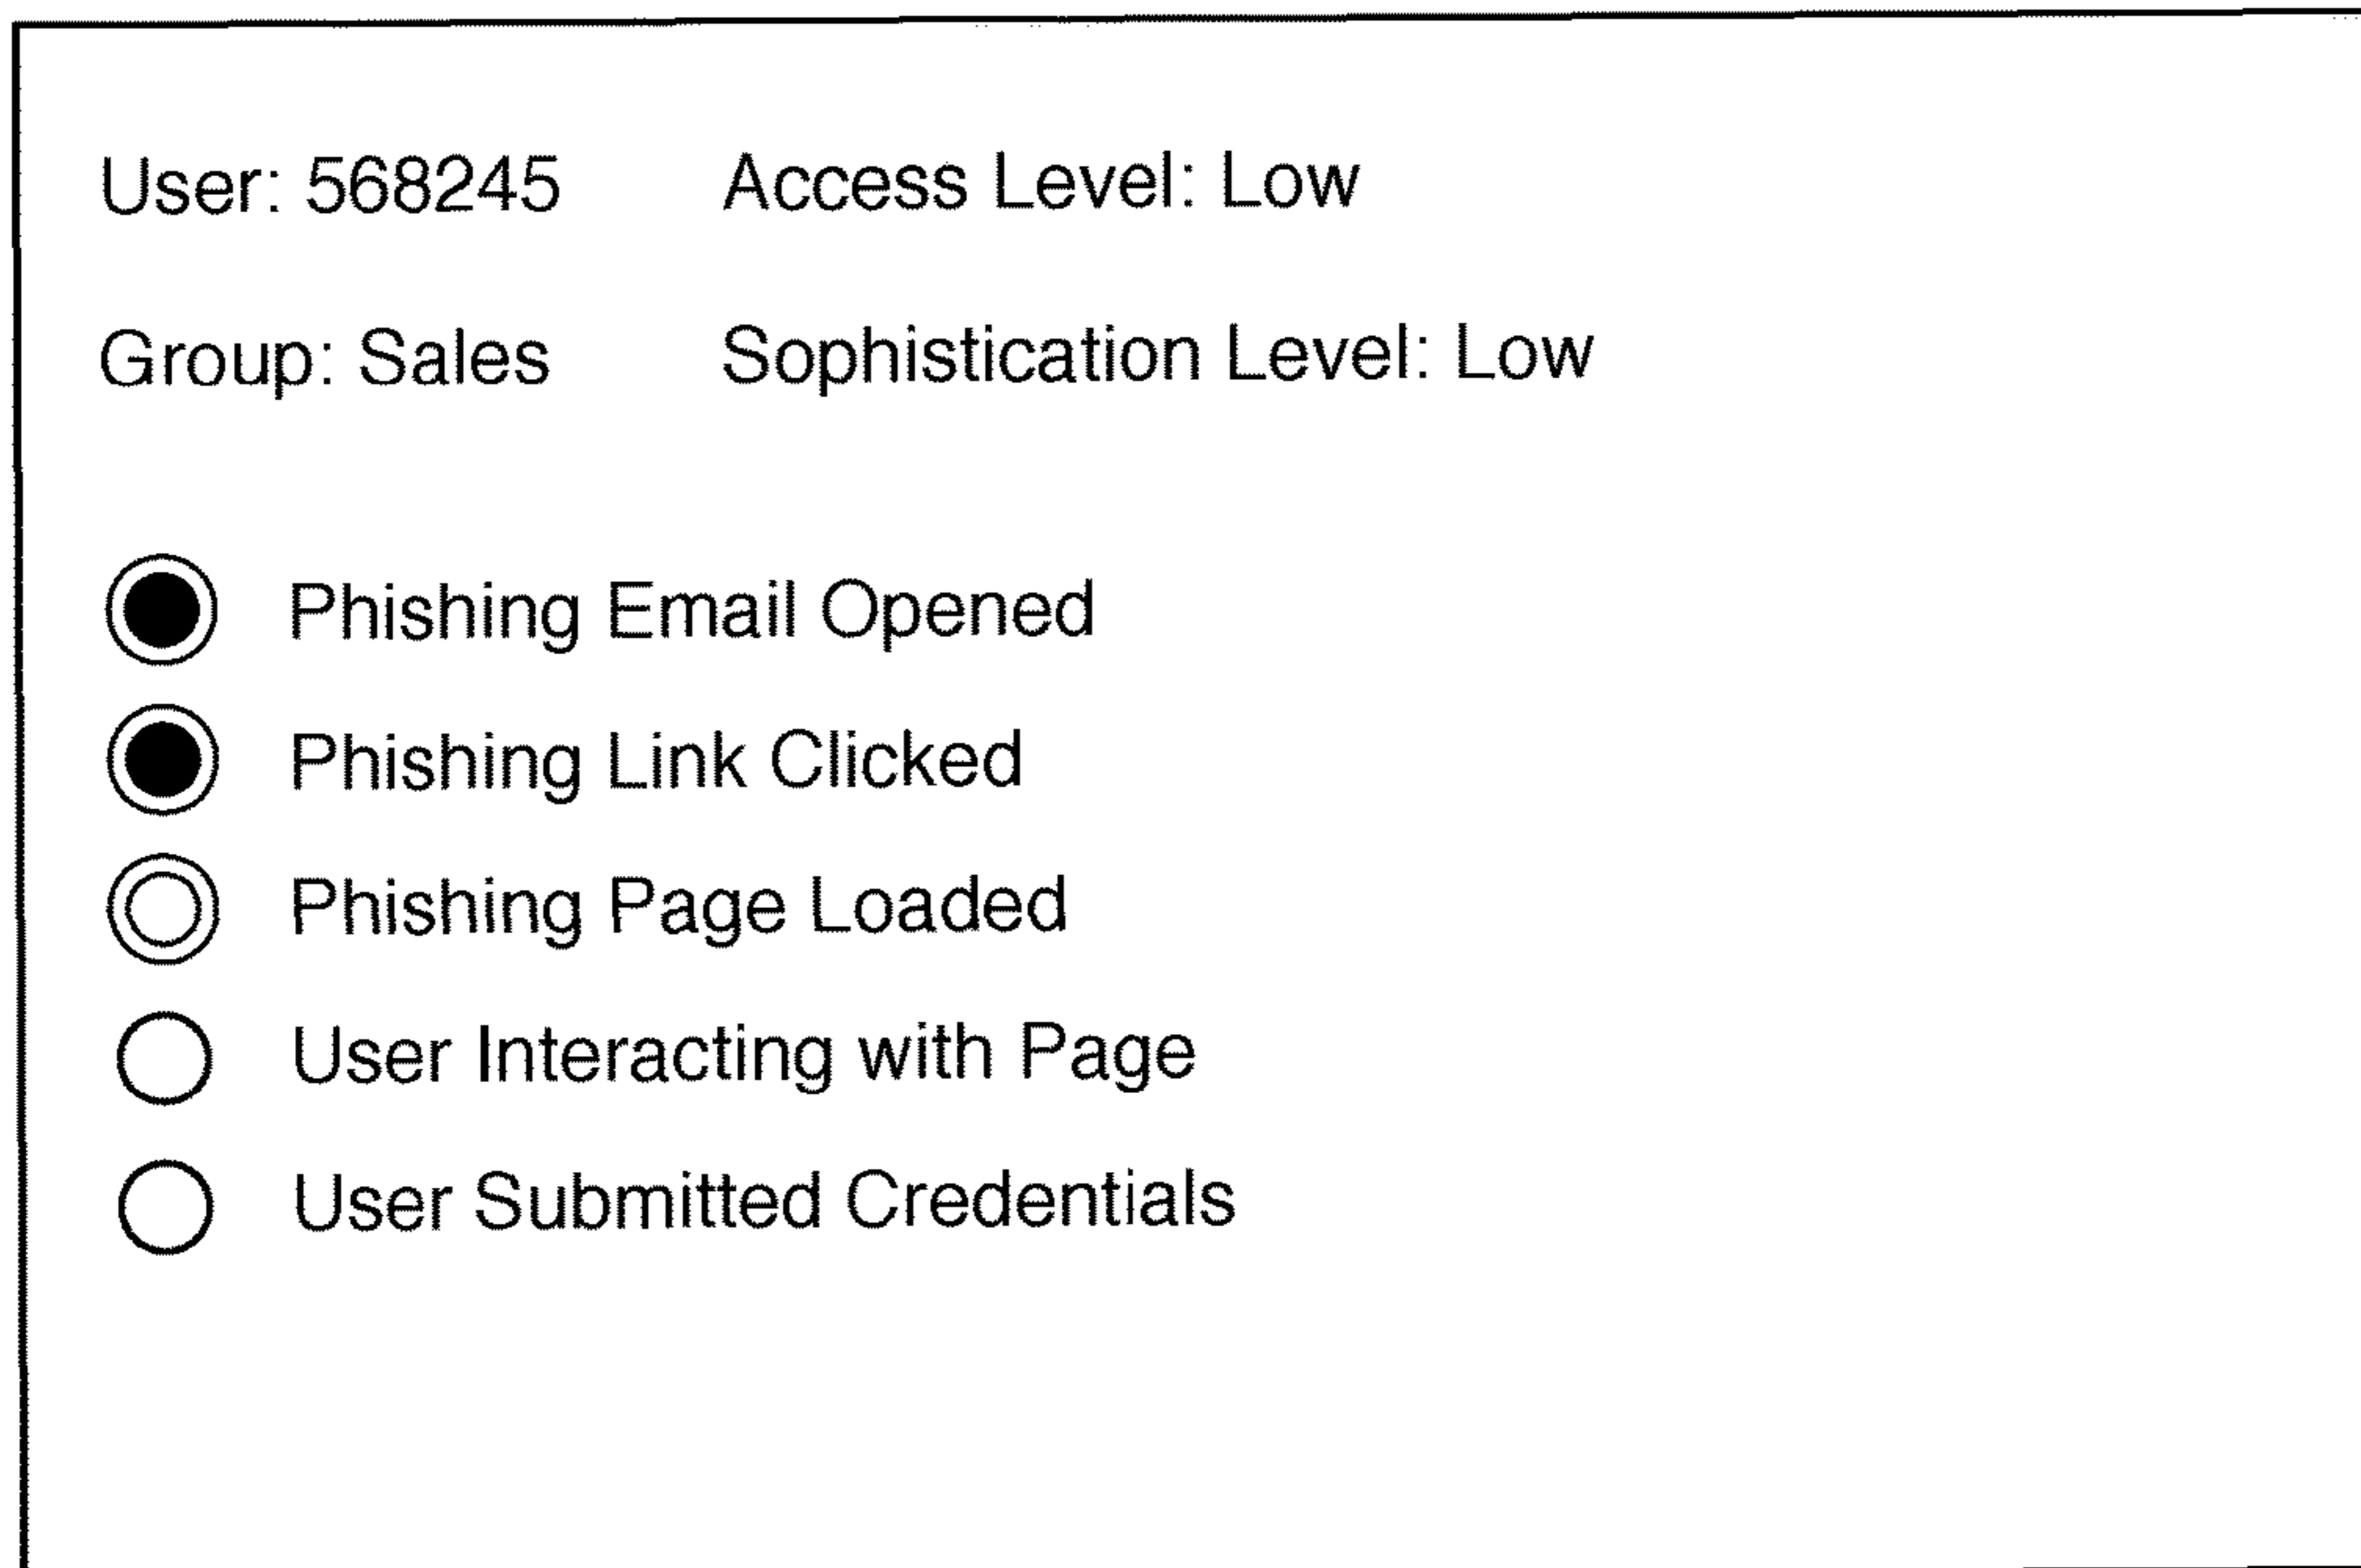 User: 568245 Access Level: Low
Group: Sales Sophistication Level: Low
Phishing Email Opened
Phishing Link Clicked
Phishing Page Loaded
User Interacting with Page
User Submitted Credentials